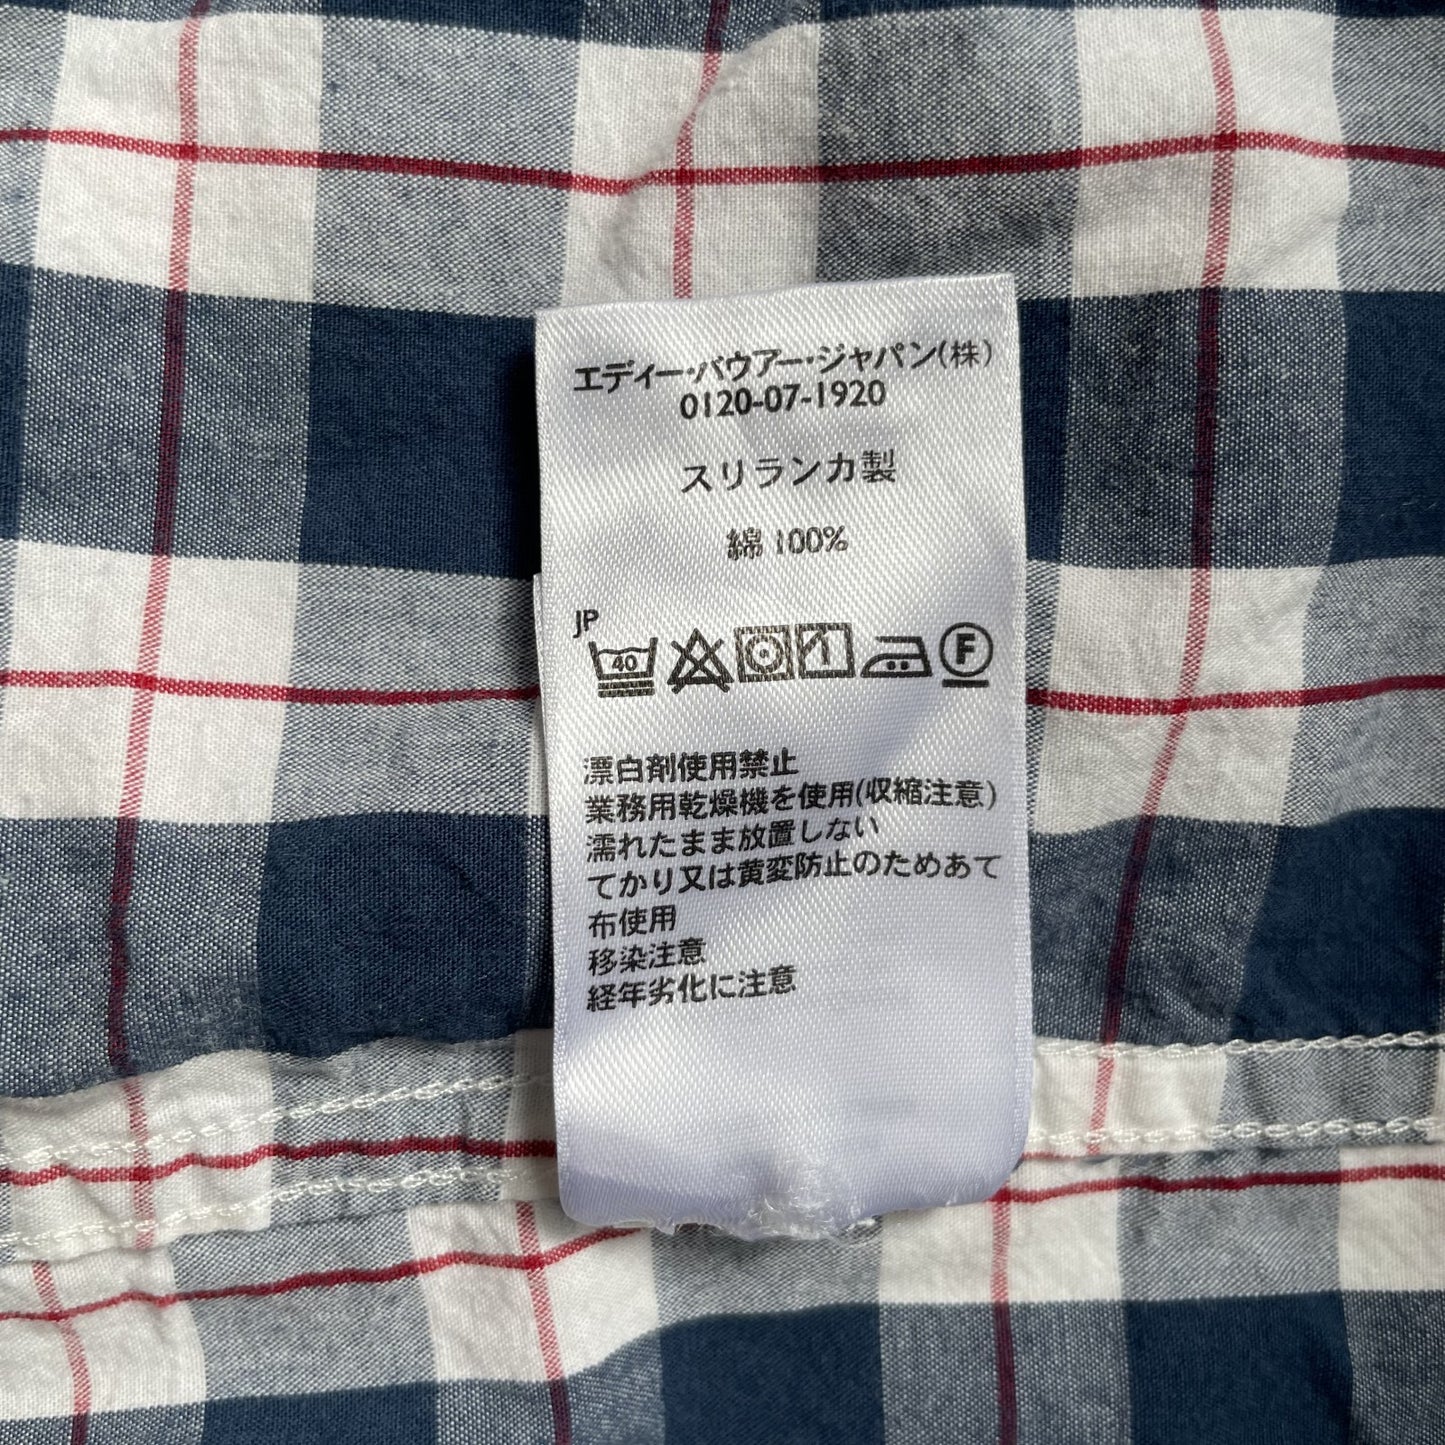 エディー・バウアー・ジャパン(株)
0120-07-1920
スリランカ製
綿 100%
JP
40
F
漂白剤使用禁止
業務用乾燥機を使用(収縮注意)
濡れたまま放置しない
てかり又は黄変防止のためあて
布使用
移染注意
経年劣化に注意